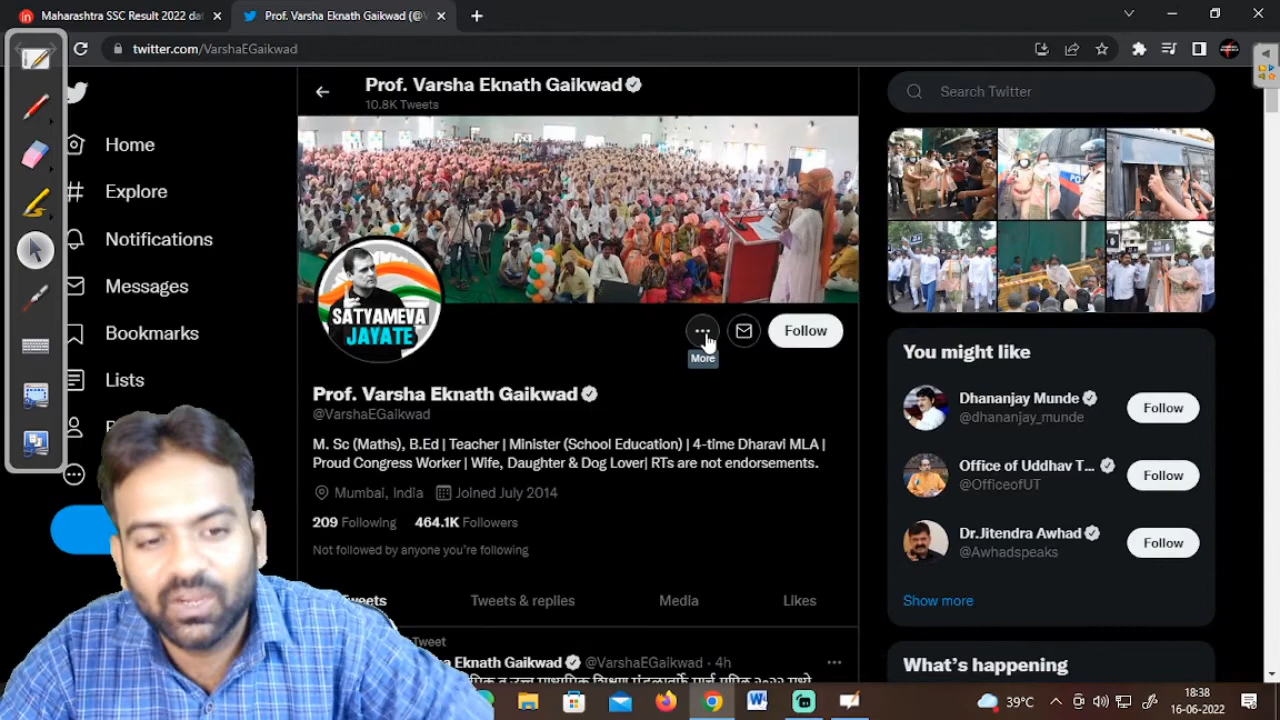 Maharashtra SSC Result 2022 dat
Prof. Varsha Eknath Gaikwad (@V
twitter.com/VarshaEGaikwad
Prof. Varsha Eknath Gaikwad
10.8K Tweets
Search Twitter
Home
Explore
Notifications
Messages
Bookmarks
Lists
SATYAMEVA
JAYATE
More
Follow
Prof. Varsha Eknath Gaikwad
@VarshaEGaikwad
M. Sc (Maths), B.Ed | Teacher | Minister (School Education) | 4-time Dharavi MLA |
Proud Congress Worker | Wife, Daughter & Dog Lover| RTs are not endorsements.
Mumbai, India
Joined July 2014
209 Following 464.1K Followers
Not followed by anyone you're following
Tweets & replies
Media
Likes
Tweet
Eknath Gaikwad @VarshaEGaikwad · 4h
You might like
Dhananjay Munde
@dhananjay_munde
Follow
Office of Uddhav T...
@OfficeofUT
Follow
Dr.Jitendra Awhad
@Awhadspeaks
Follow
Show more
What's happening
39°C
18:38
16-06-2022